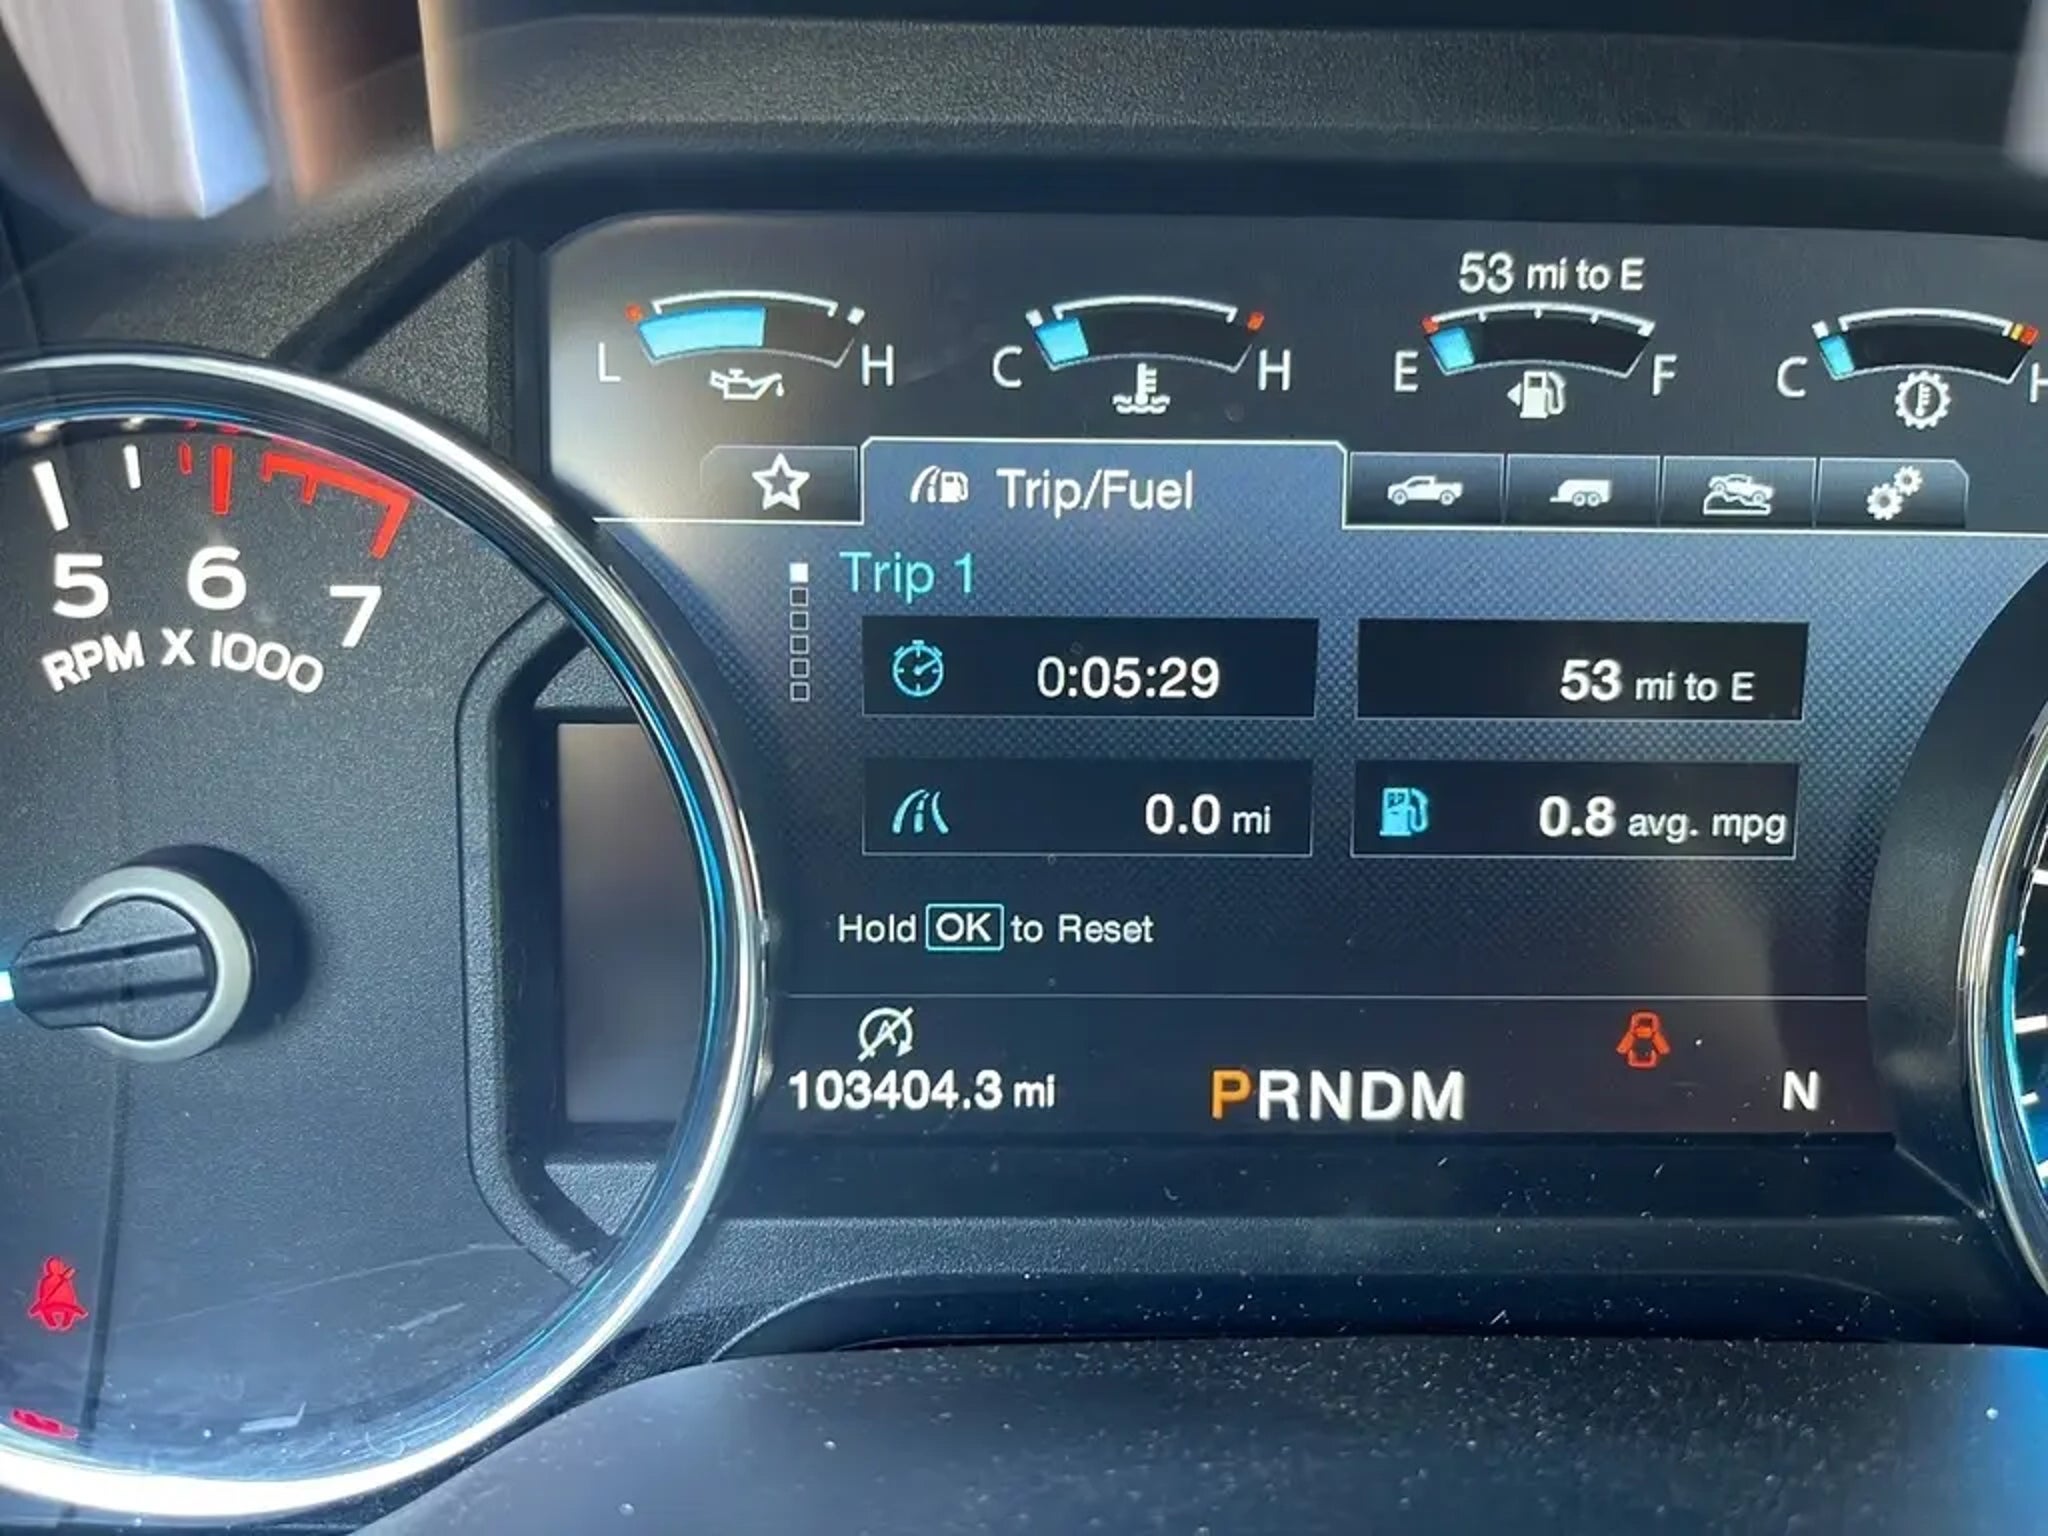 53 mi to E
L H C H E F C H
Trip/Fuel
5 6 7
RPM X 1000
Trip 1
0:05:29 53 mi to E
0.0 mi 0.8 avg. mpg
Hold OK to Reset
A
103404.3 mi PRNDM N